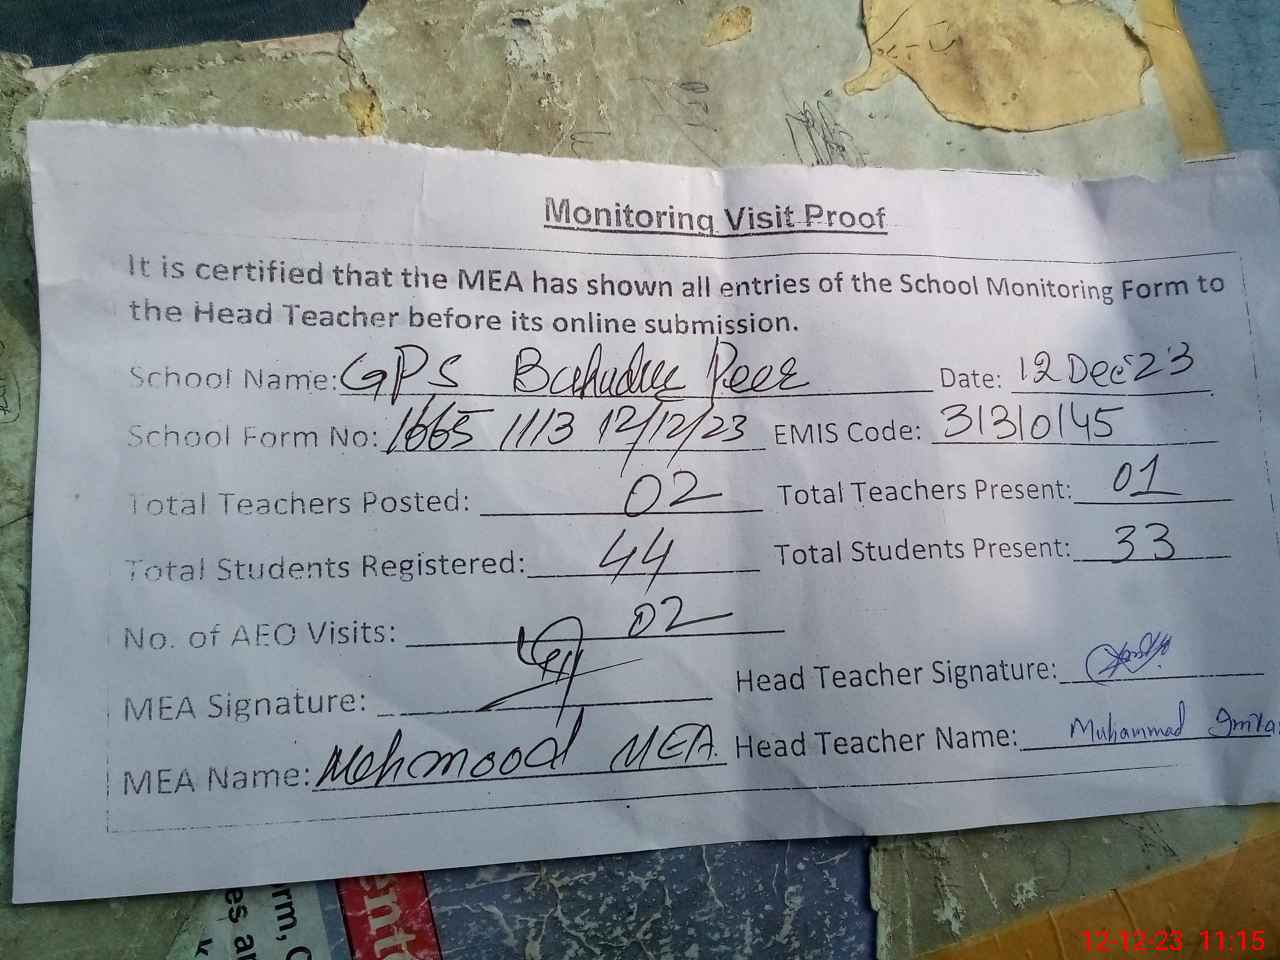 Monitoring Visit Proof
It is certified that the MEA has shown all entries of the School Monitoring Form to
the Head Teacher before its online submission.
School Name: GPS Bahadur Peer Date: 12 Dec 23
School Form No: 1665 1113 12/12/23 EMIS Code: 31310145
Total Teachers Posted: 02 Total Teachers Present: 01
Total Students Registered: 44 Total Students Present: 33
No. of AEO Visits: 02
MEA Signature: Head Teacher Signature:
MEA Name: Mehmood MEA Head Teacher Name: Muhammad
ent
orm, C
es a
12-12-23 11:15